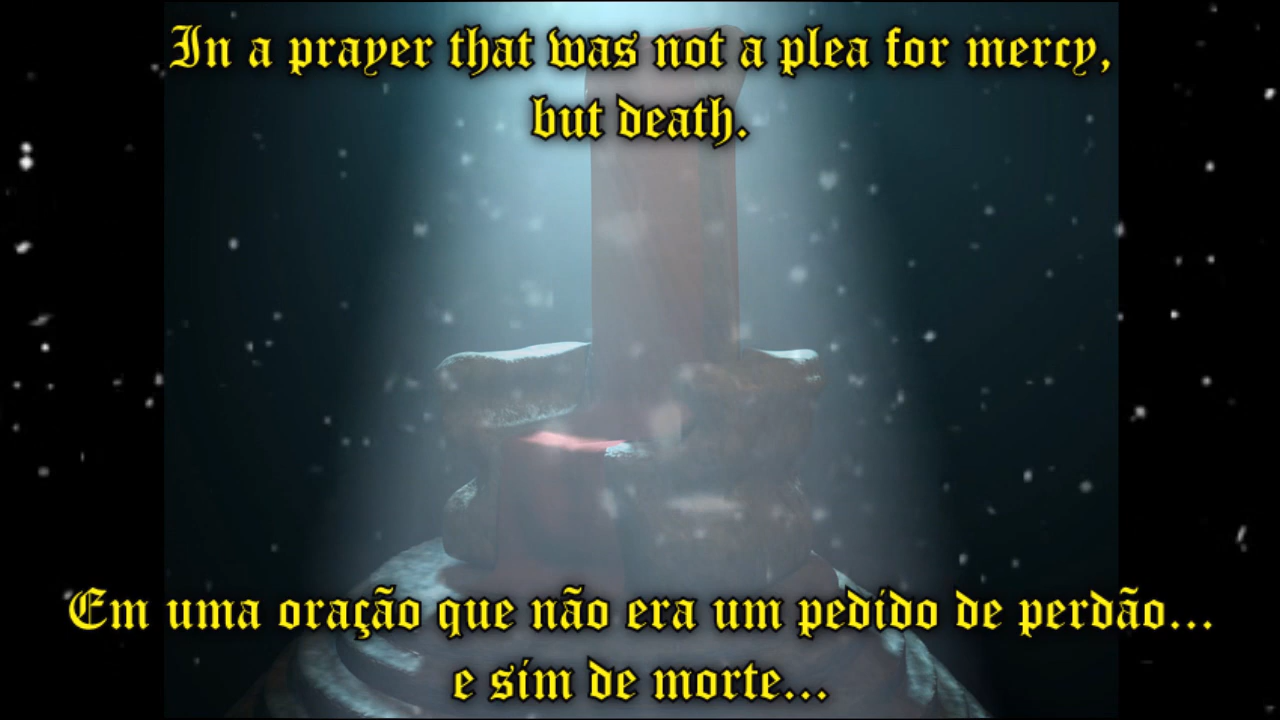 In a prayer that was not a plea for mercy,
but death.
Em uma oração que não era um pedido de perdão...
e sim de morte...